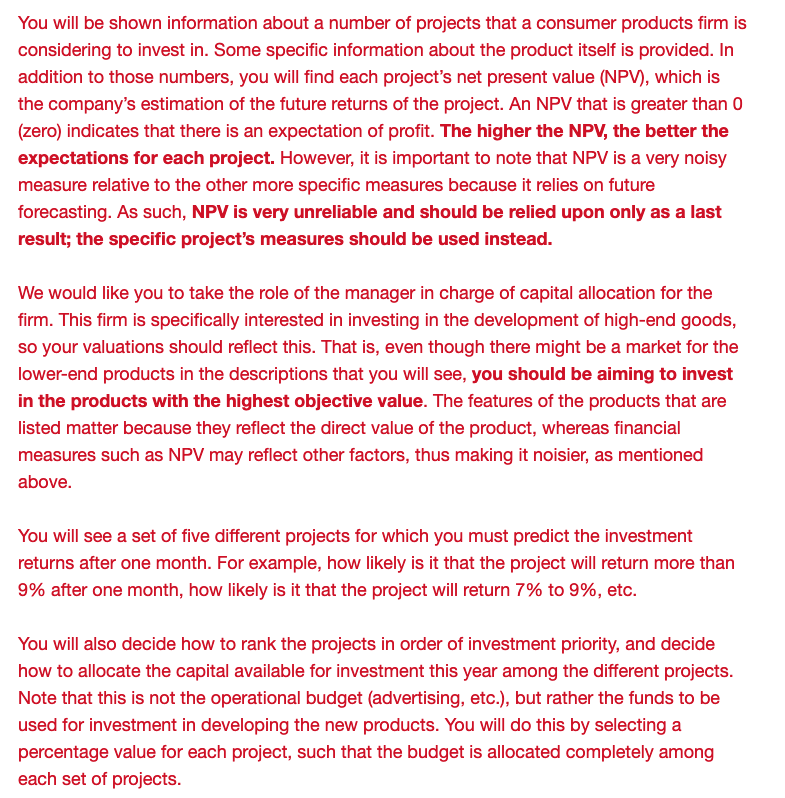 You will be shown information about a number of projects that a consumer products firm is
considering to invest in. Some specific information about the product itself is provided. In
addition to those numbers, you will find each project's net present value (NPV), which is
the company's estimation of the future returns of the project. An NPV that is greater than 0
(zero) indicates that there is an expectation of profit. The higher the NPV, the better the
expectations for each project. However, it is important to note that NPV is a very noisy
measure relative to the other more specific measures because it relies on future
forecasting. As such, NPV is very unreliable and should be relied upon only as a last
result; the specific project's measures should be used instead.
We would like you to take the role of the manager in charge of capital allocation for the
firm. This firm is specifically interested in investing in the development of high-end goods,
so your valuations should reflect this. That is, even though there might be a market for the
lower-end products in the descriptions that you will see, you should be aiming to invest
in the products with the highest objective value. The features of the products that are
listed matter because they reflect the direct value of the product, whereas financial
measures such as NPV may reflect other factors, thus making it noisier, as mentioned
above.
You will see a set of five different projects for which you must predict the investment
returns after one month. For example, how likely is it that the project will return more than
9% after one month, how likely is it that the project will return 7% to 9%, etc.
You will also decide how to rank the projects in order of investment priority, and decide
how to allocate the capital available for investment this year among the different projects.
Note that this is not the operational budget (advertising, etc.), but rather the funds to be
used for investment in developing the new products. You will do this by selecting a
percentage value for each project, such that the budget is allocated completely among
each set of projects.